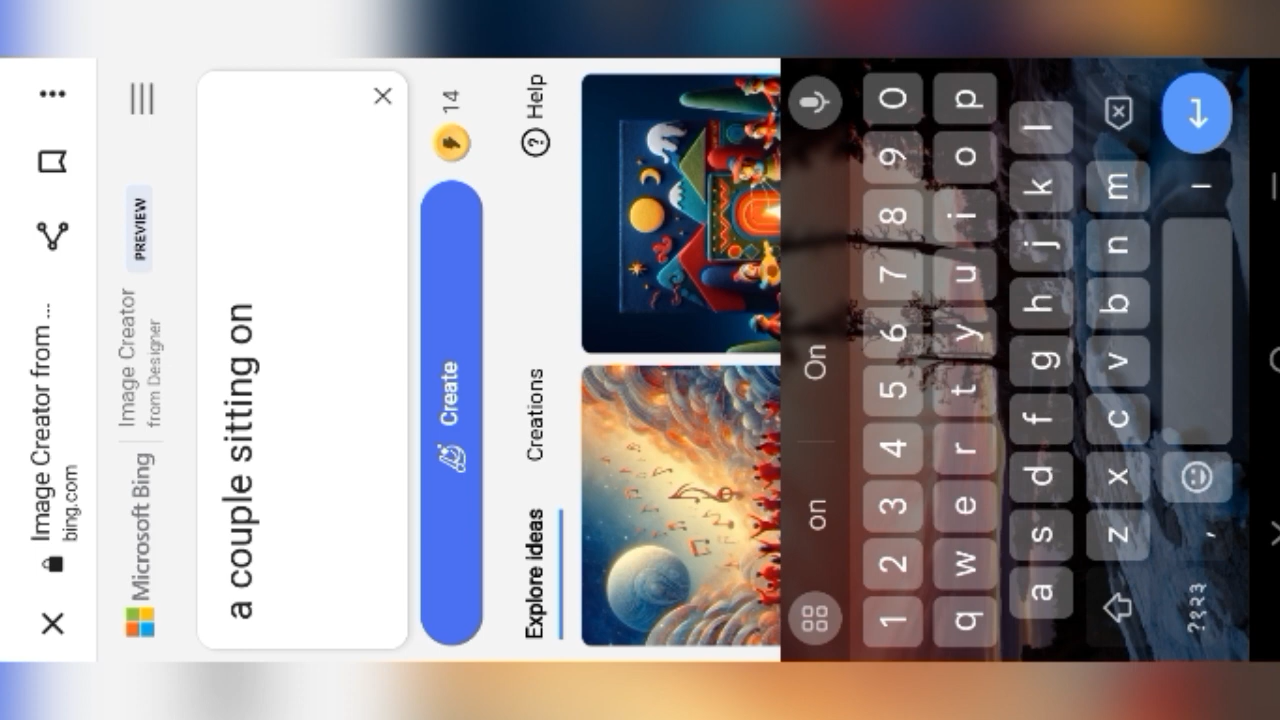 Image Creator from ...
bing.com
Microsoft Bing
Image Creator
from Designer
PREVIEW
a couple sitting on
Create
14
Explore ideas
Creations
Help
on
On
1 2 3 4 5 6 7 8 9 0
q w e r t y u i o p
a s d f g h j k l
z x c v b n m
?१२३ , ।